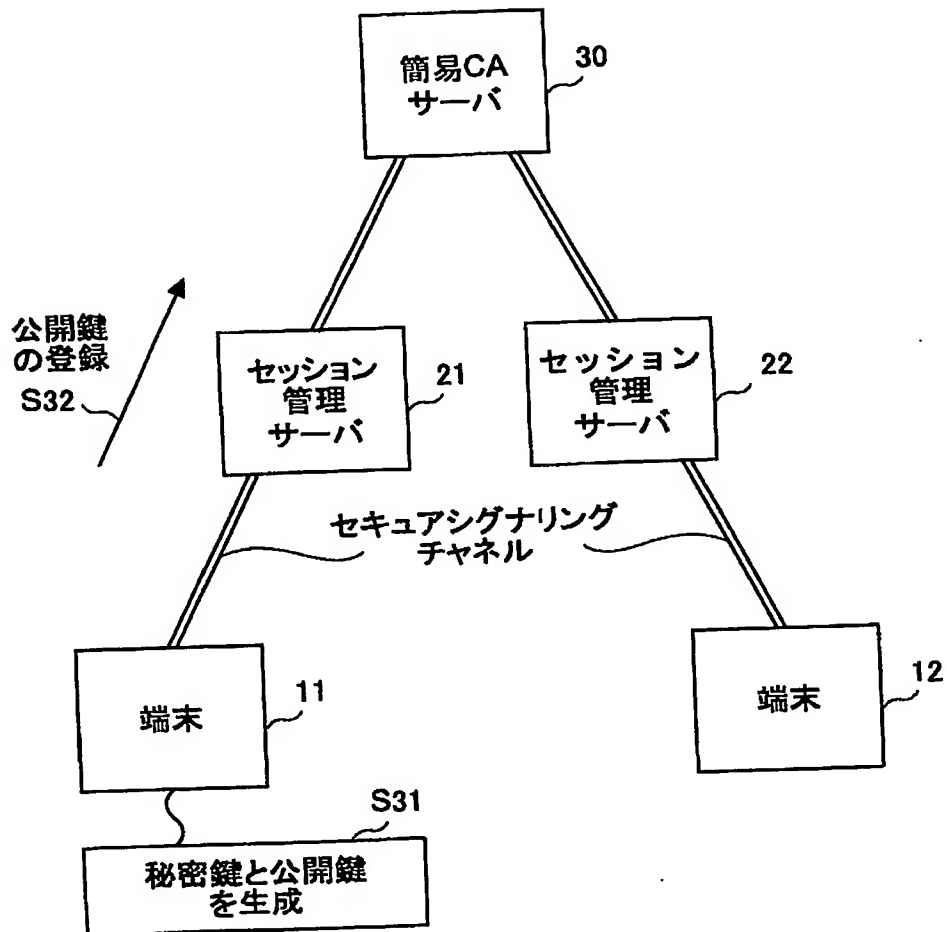 簡易CA
サーバ
30
公開鍵
の登録
S32
セッション
管理
サーバ
21
セッション
管理
サーバ
22
セキュアシグナリング
チャネル
端末
11
端末
12
S31
秘密鍵と公開鍵
を生成